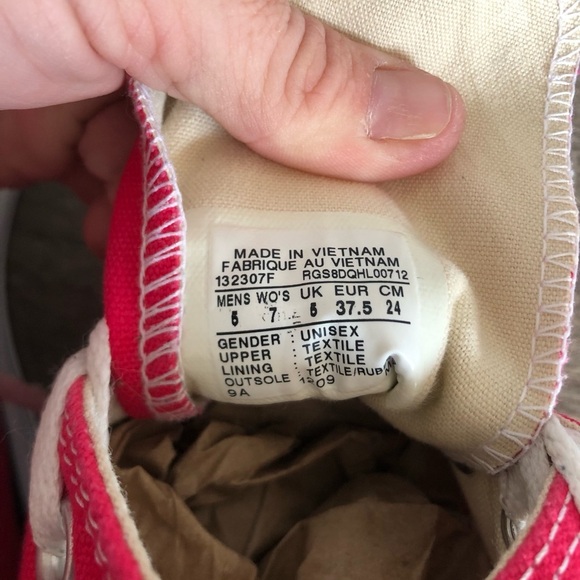 MADE IN VIETNAM
FABRIQUE AU VIETNAM
132307F RGS8DQHL00712
MENS WO'S UK EUR CM
5 7 5 37.5 24
GENDER : UNISEX
UPPER : TEXTILE
LINING : TEXTILE
OUTSOLE : TEXTILE/RUB
9A